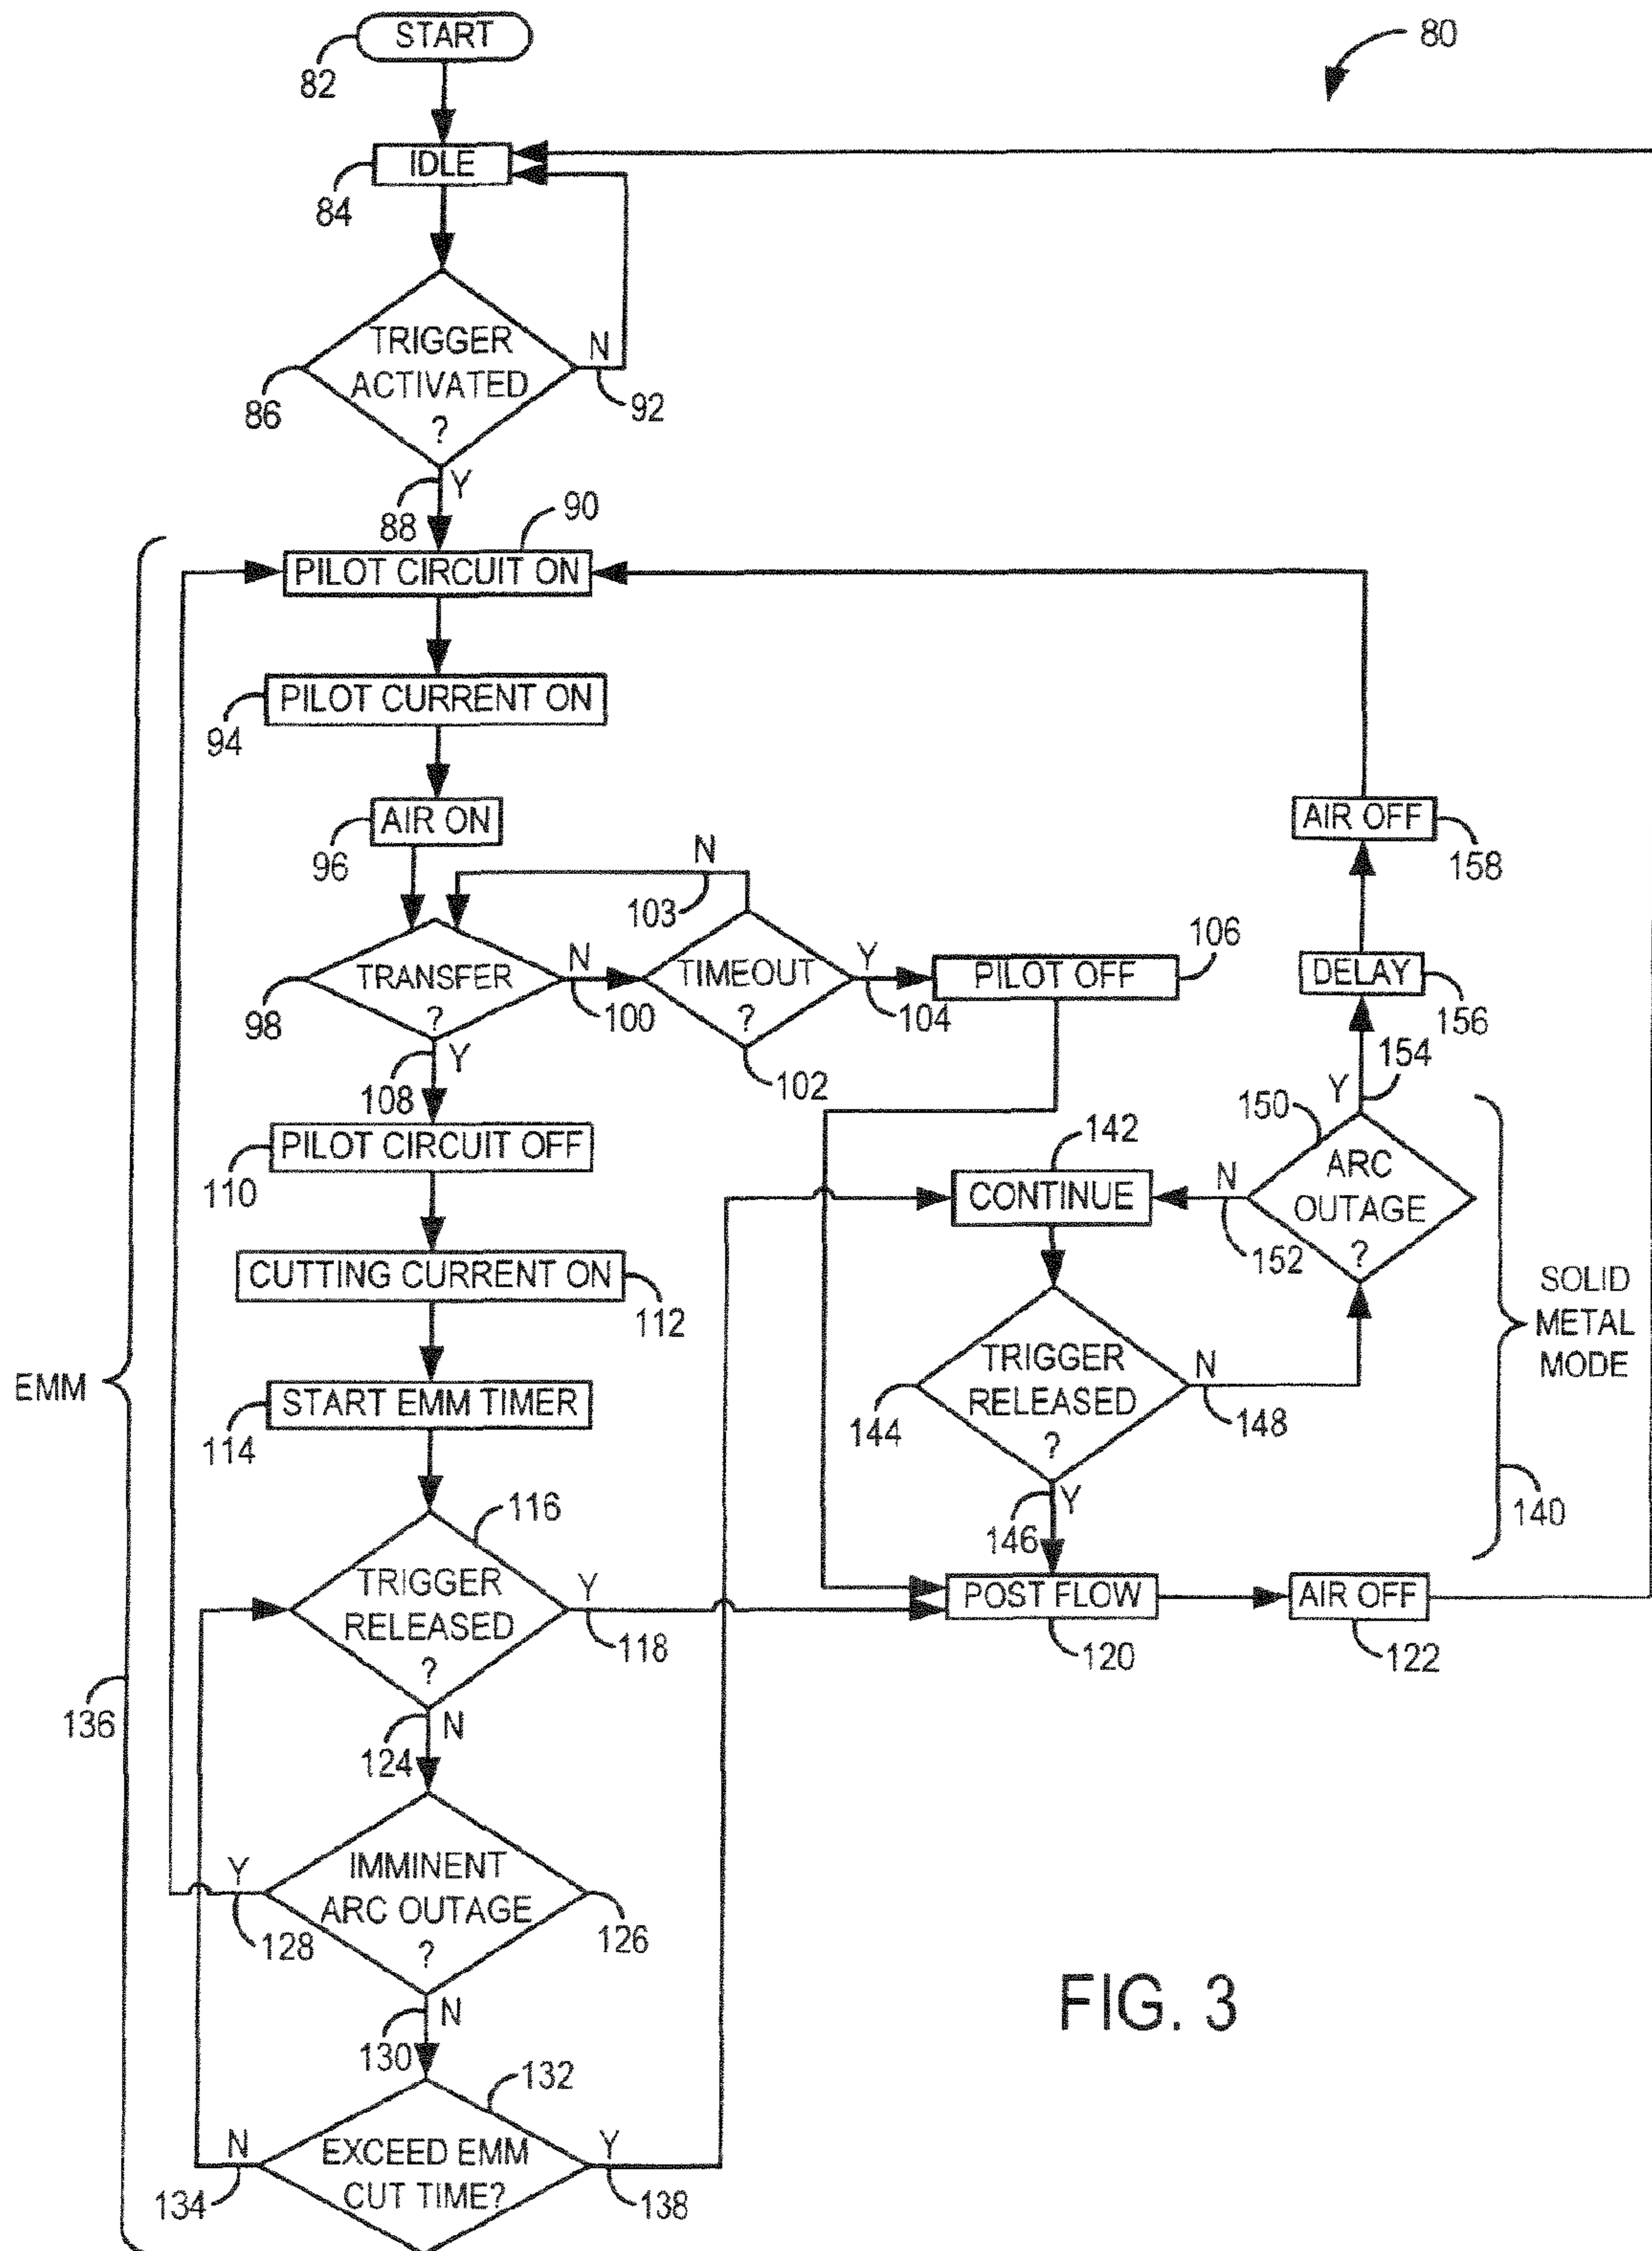 START
82
80
IDLE
84
TRIGGER
ACTIVATED
?
N
86
92
Y
88
90
PILOT CIRCUIT ON
PILOT CURRENT ON
94
AIR ON
96
AIR OFF
158
N
103
TRANSFER
?
98
N
100
TIMEOUT
?
102
Y
104
PILOT OFF
106
DELAY
156
Y
154
Y
108
PILOT CIRCUIT OFF
110
142
CONTINUE
150
ARC
OUTAGE
?
N
152
CUTTING CURRENT ON
112
SOLID
METAL
MODE
EMM
START EMM TIMER
114
TRIGGER
RELEASED
?
144
N
148
Y
146
140
116
TRIGGER
RELEASED
?
Y
118
POST FLOW
120
AIR OFF
122
136
N
124
IMMINENT
ARC OUTAGE
?
Y
128
126
N
130
132
EXCEED EMM
CUT TIME?
N
134
Y
138
FIG. 3